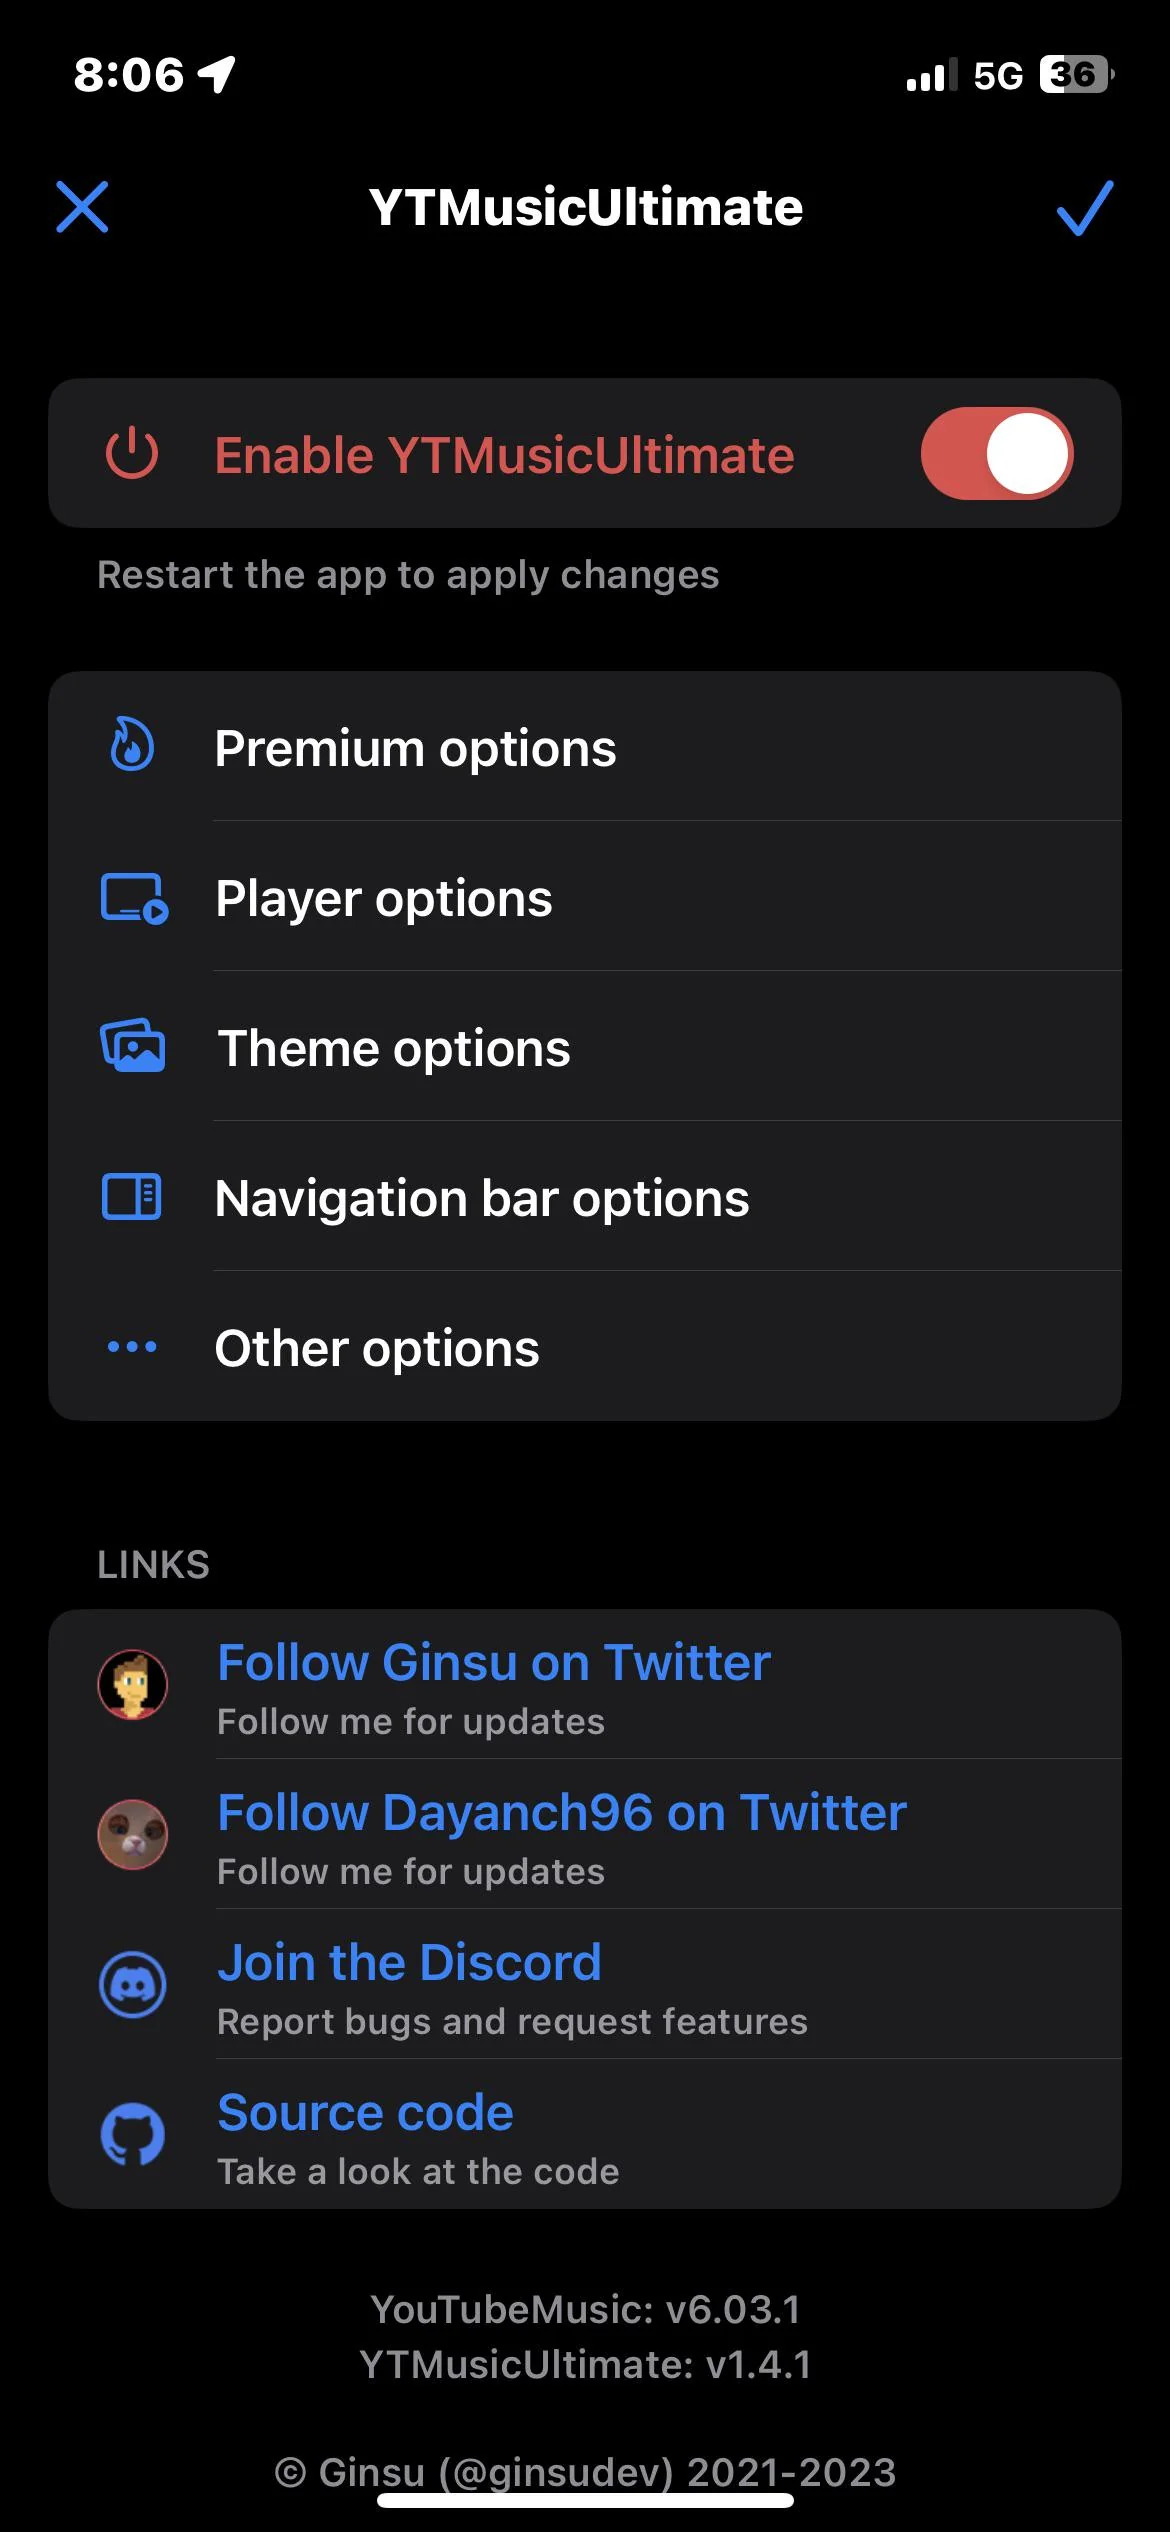 8:06 5G 36
YTMusicUltimate
Enable YTMusicUltimate
Restart the app to apply changes
Premium options
Player options
Theme options
Navigation bar options
Other options
LINKS
Follow Ginsu on Twitter
Follow me for updates
Follow Dayanch96 on Twitter
Follow me for updates
Join the Discord
Report bugs and request features
Source code
Take a look at the code
YouTubeMusic: v6.03.1
YTMusicUltimate: v1.4.1
© Ginsu (@ginsudev) 2021-2023